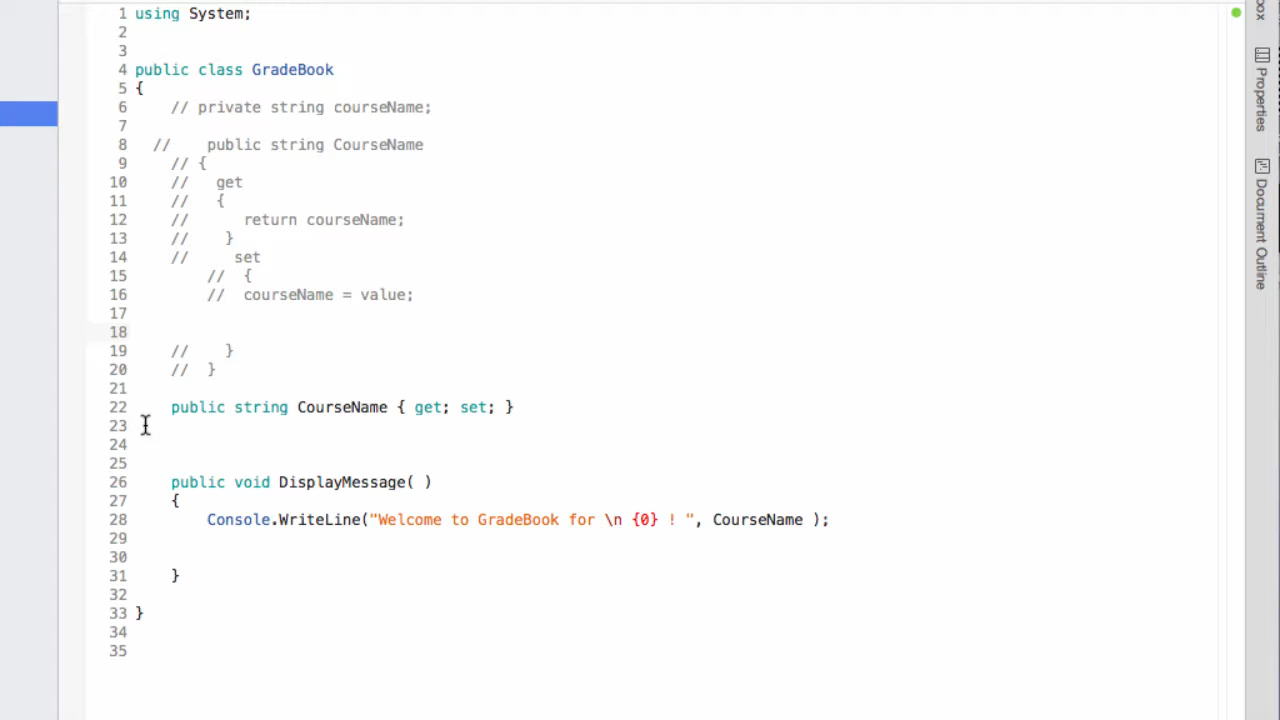 1 using System;
2
3
4 public class GradeBook
5 {
6     // private string courseName;
7
8   //    public string CourseName
9     // {
10     //   get
11     //   {
12     //      return courseName;
13     //    }
14     //     set
15         //  {
16         //  courseName = value;
17
18
19     //    }
20     //  }
21
22     public string CourseName { get; set; }
23
24
25
26     public void DisplayMessage( )
27     {
28         Console.WriteLine("Welcome to GradeBook for \n {0} ! ", CourseName );
29
30
31     }
32
33 }
34
35
Properties
Document Outline